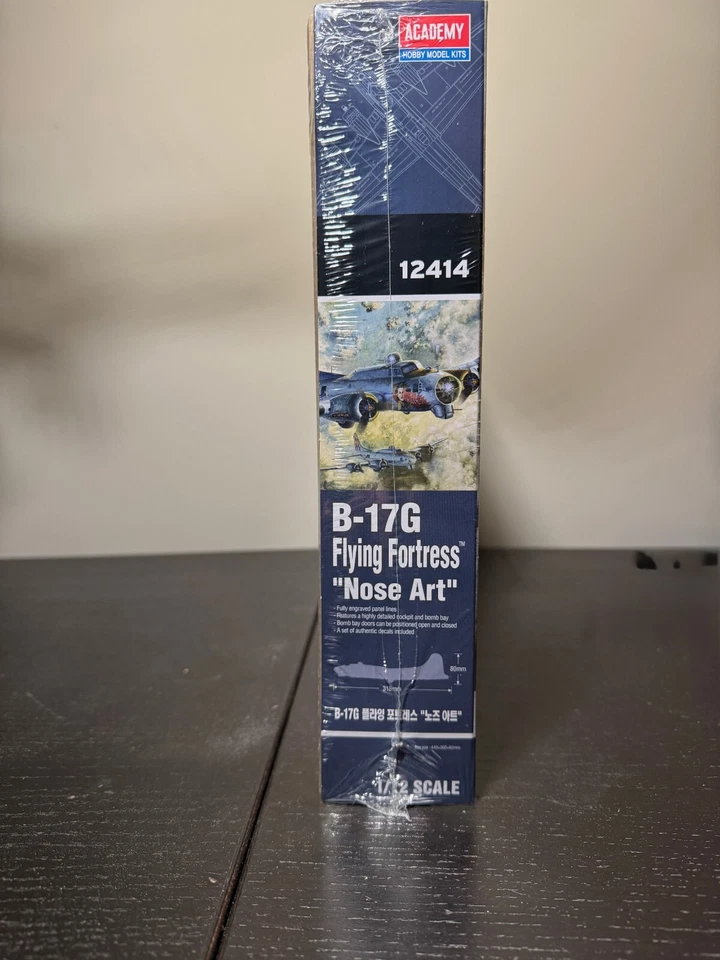 ACADEMY
HOBBY MODEL KITS
12414
B-17G
Flying Fortress™
"Nose Art"
· Fully engraved panel lines
· Features a highly detailed cockpit and bomb bay
· Bomb bay doors can be positioned open and closed
· A set of authentic decals included
80mm
B-17G 플라잉 포트레스 "노즈 아트"
SCALE